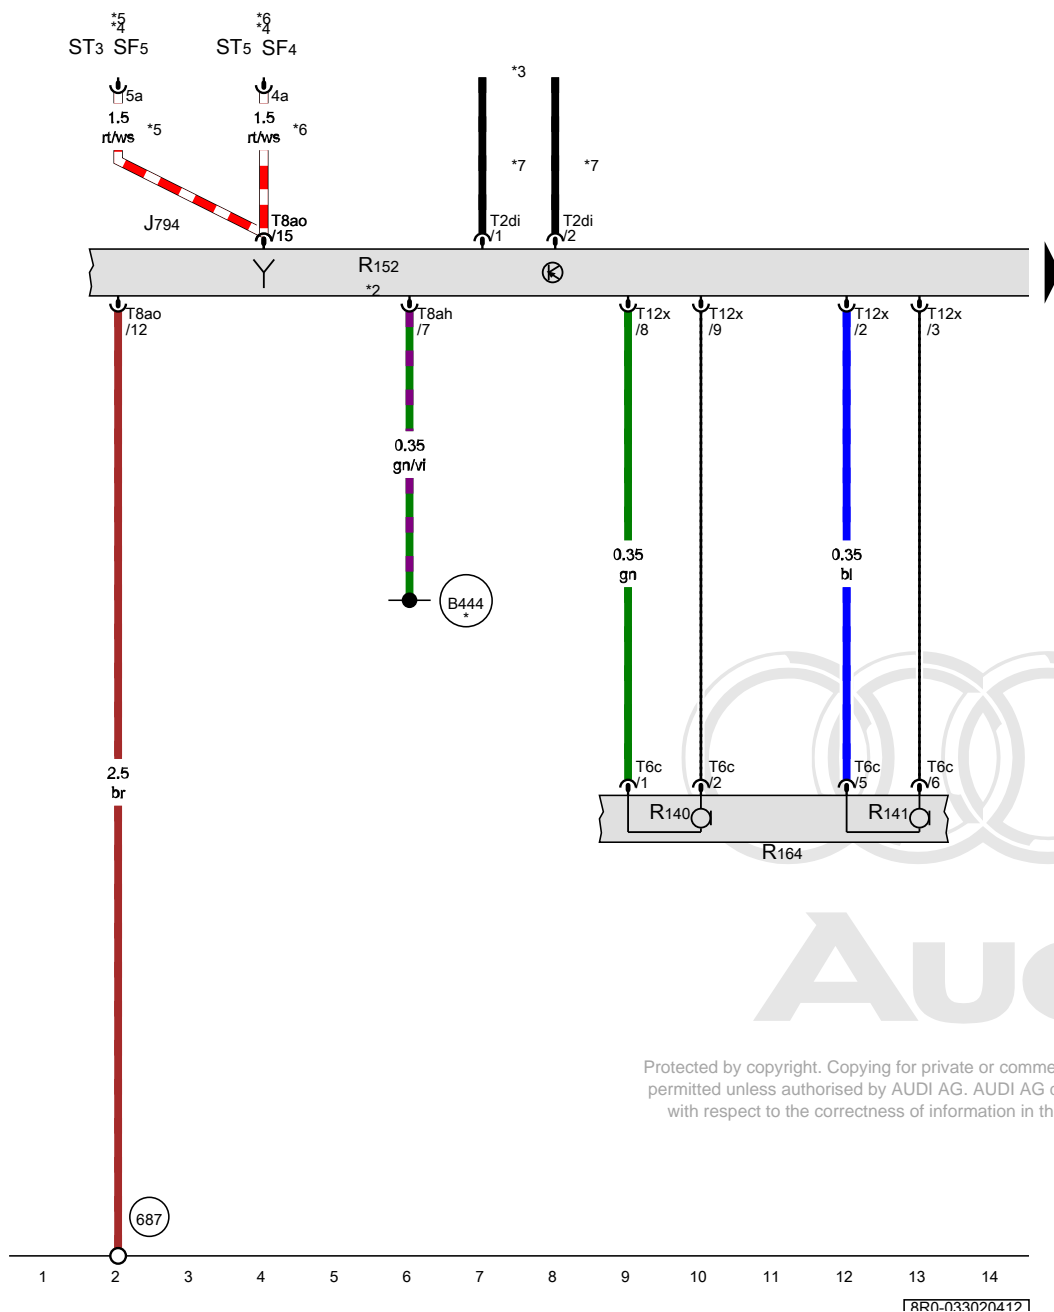 *5 *6
*4 *4
ST3 SF5 ST5 SF4
*3
5a 4a
1.5 1.5
rt/ws *5 rt/ws *6
*7 *7
J794 T8ao T2di T2di
/15 /1 /2
R152
*2
T8ao T8ah T12x T12x T12x T12x
/12 /7 /8 /9 /2 /3
0.35
gn/vi
0.35 0.35
gn bl
B444
*
2.5
br
T6c T6c T6c T6c
/1 /2 /5 /6
R140 R141
R164
Protected by copyright. Copying for private or comme
permitted unless authorised by AUDI AG. AUDI AG
with respect to the correctness of information in th
687
1 2 3 4 5 6 7 8 9 10 11 12 13 14
8R0-033020412